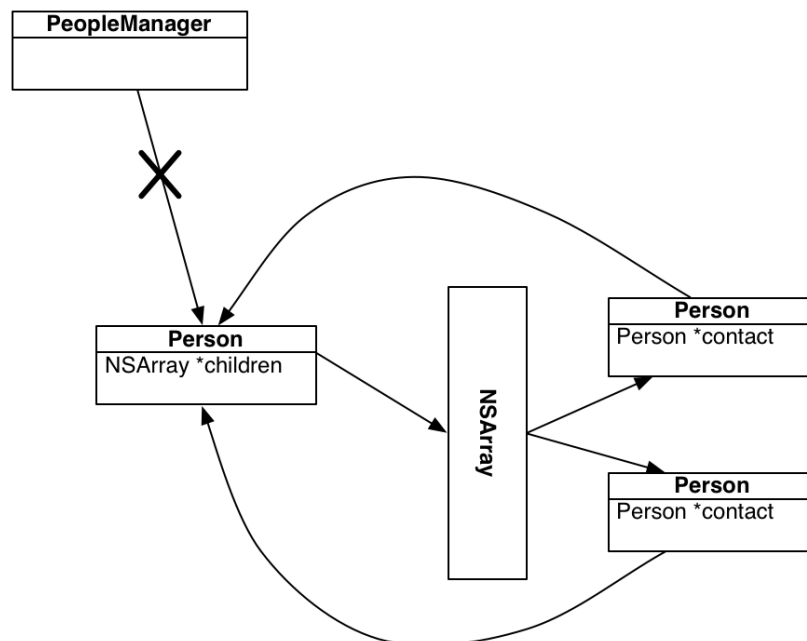 PeopleManager
Person
NSArray *children
NSArray
Person
Person *contact
Person
Person *contact